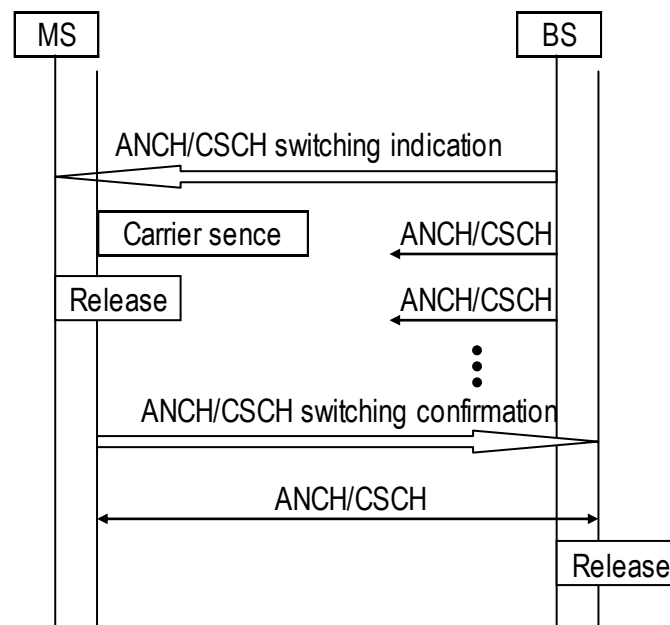 MS
BS
ANCH/CSCH switching indication
Carrier sence
ANCH/CSCH
Release
ANCH/CSCH
ANCH/CSCH switching confirmation
ANCH/CSCH
Release